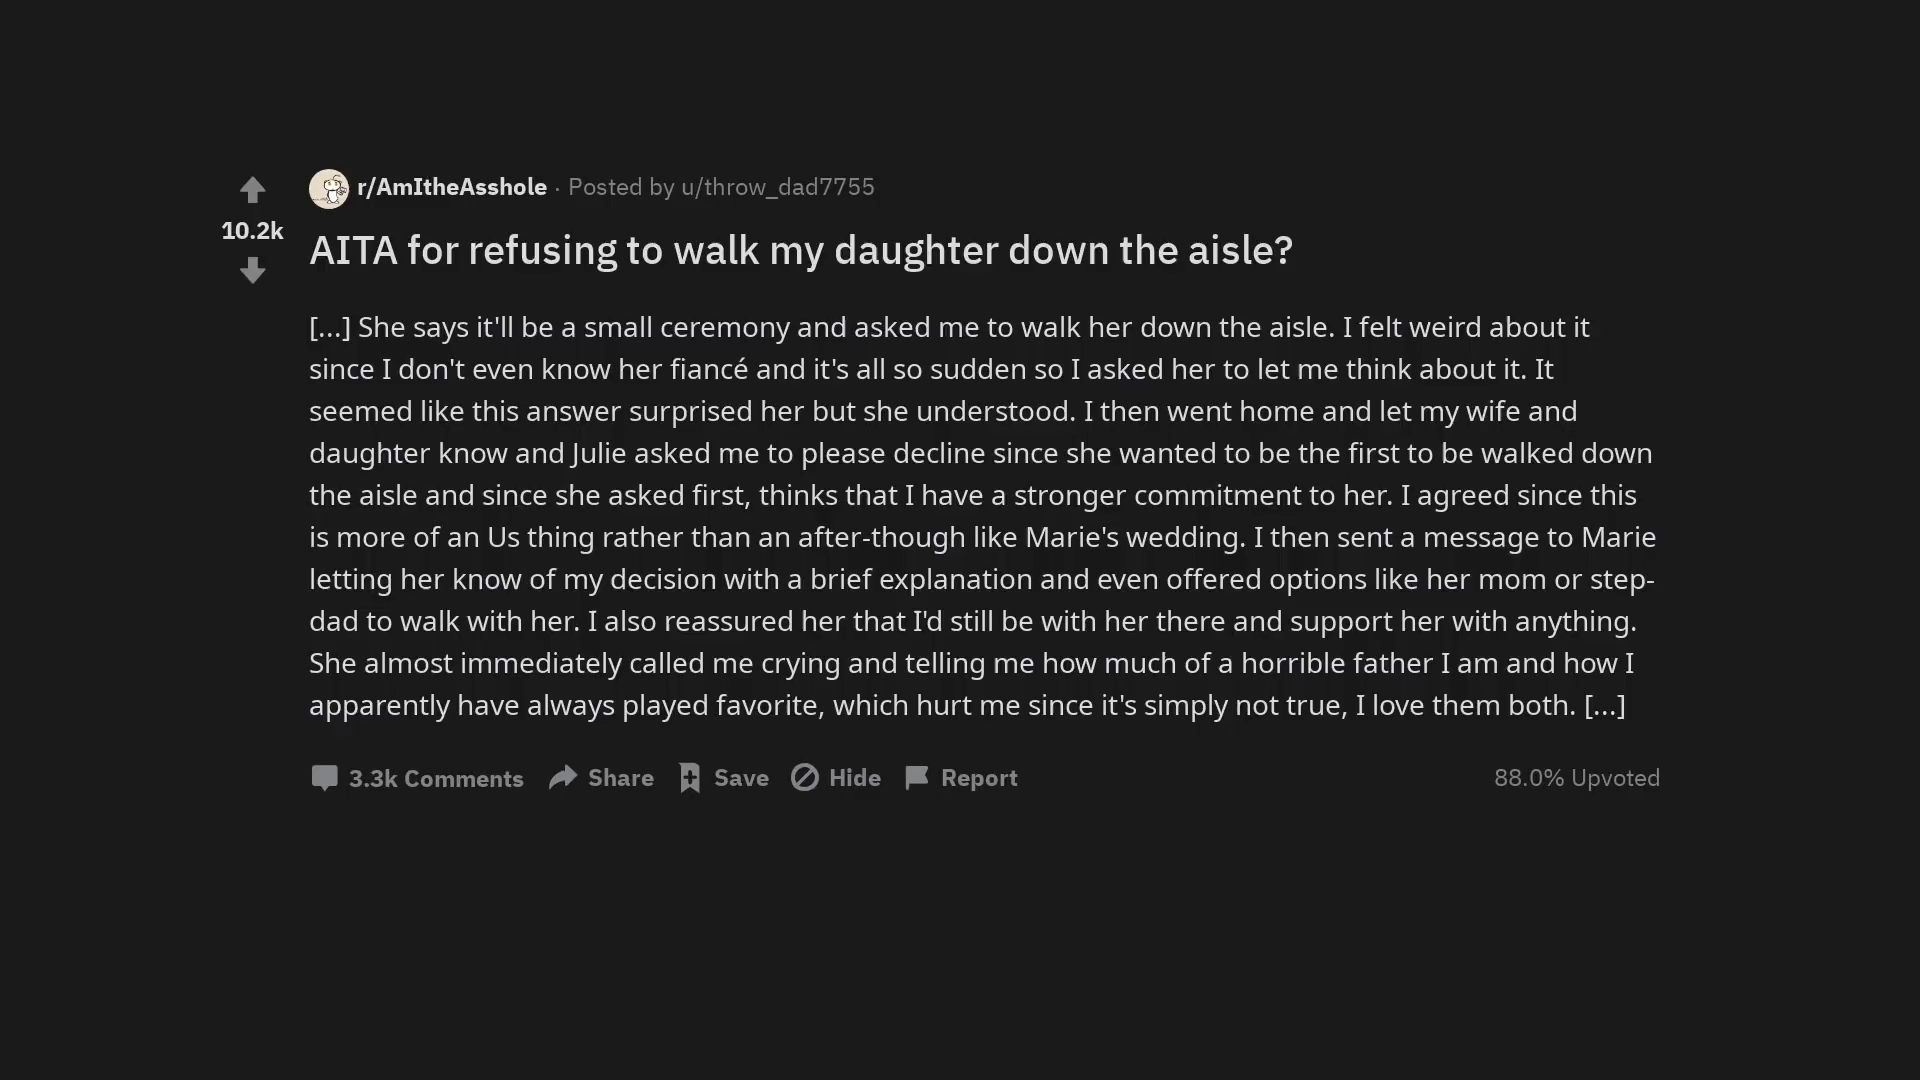 r/AmItheAsshole · Posted by u/throw_dad7755
10.2k
AITA for refusing to walk my daughter down the aisle?
[...] She says it'll be a small ceremony and asked me to walk her down the aisle. I felt weird about it
since I don't even know her fiancé and it's all so sudden so I asked her to let me think about it. It
seemed like this answer surprised her but she understood. I then went home and let my wife and
daughter know and Julie asked me to please decline since she wanted to be the first to be walked down
the aisle and since she asked first, thinks that I have a stronger commitment to her. I agreed since this
is more of an Us thing rather than an after-though like Marie's wedding. I then sent a message to Marie
letting her know of my decision with a brief explanation and even offered options like her mom or step-
dad to walk with her. I also reassured her that I'd still be with her there and support her with anything.
She almost immediately called me crying and telling me how much of a horrible father I am and how I
apparently have always played favorite, which hurt me since it's simply not true, I love them both. [...]
3.3k Comments Share Save Hide Report 88.0% Upvoted